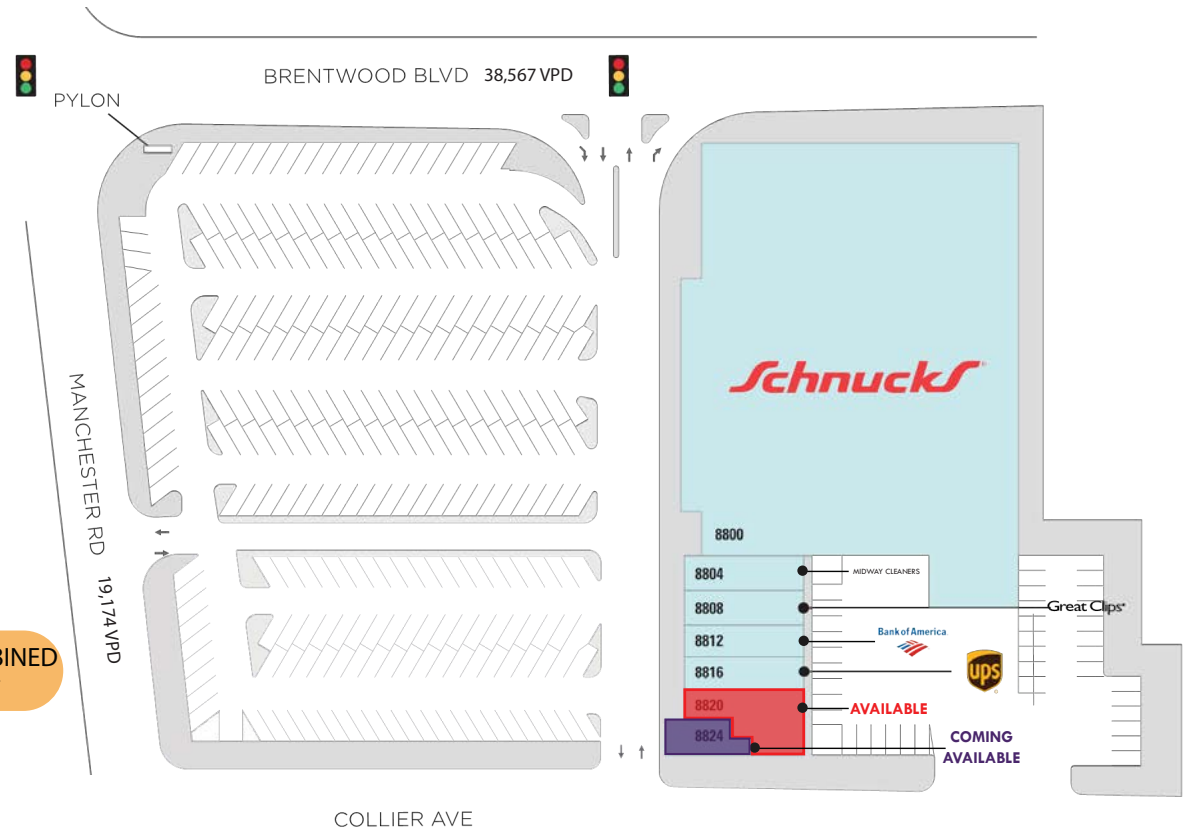 BRENTWOOD BLVD 38,567 VPD
PYLON
MANCHESTER RD 19,174 VPD
BINED
Schnucks
8800
8804
MIDWAY CLEANERS
8808
Great Clips
8812
Bank of America
8816
ups
8820
AVAILABLE
8824
COMING
AVAILABLE
COLLIER AVE